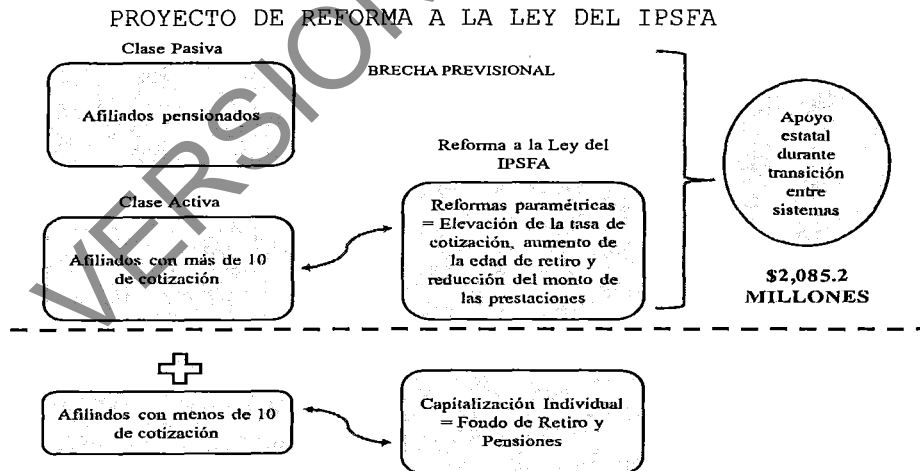 PROYECTO DE REFORMA A LA LEY DEL IPSFA
Clase Pasiva
BRECHA PREVISIONAL
Afiliados pensionados
Apoyo
estatal
durante
transición
entre
sistemas
Reforma a la Ley del
IPSFA
Clase Activa
Afiliados con más de 10
de cotización
Reformas paramétricas
= Elevación de la tasa de
cotización, aumento de
la edad de retiro y
reducción del monto de
las prestaciones
$2,085.2
MILLONES
Afiliados con menos de 10
de cotización
Capitalización Individual
= Fondo de Retiro y
Pensiones
VERSION